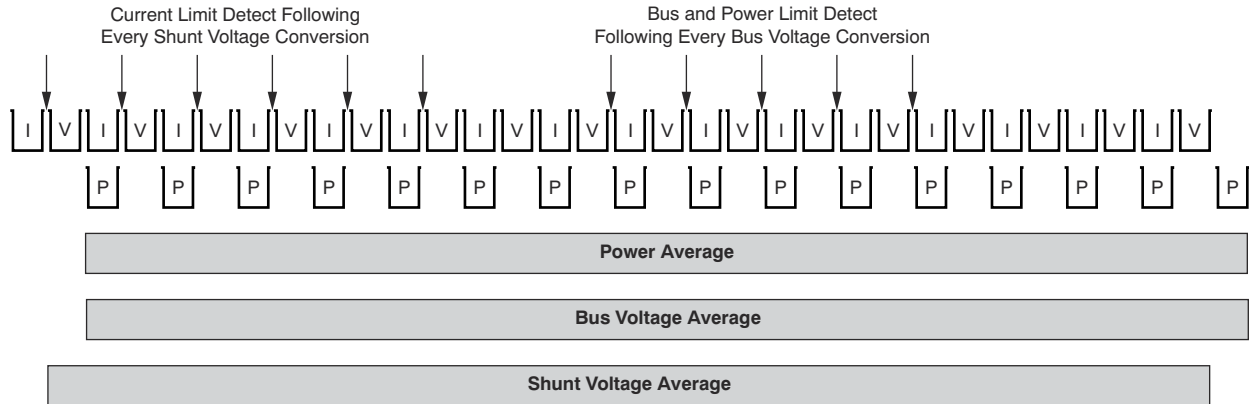 Current Limit Detect Following
Every Shunt Voltage Conversion
Bus and Power Limit Detect
Following Every Bus Voltage Conversion
I V I V I V I V I V I V I V I V I V I V I V I V I V I V I V I V
P P P P P P P P P P P P P P P P
Power Average
Bus Voltage Average
Shunt Voltage Average